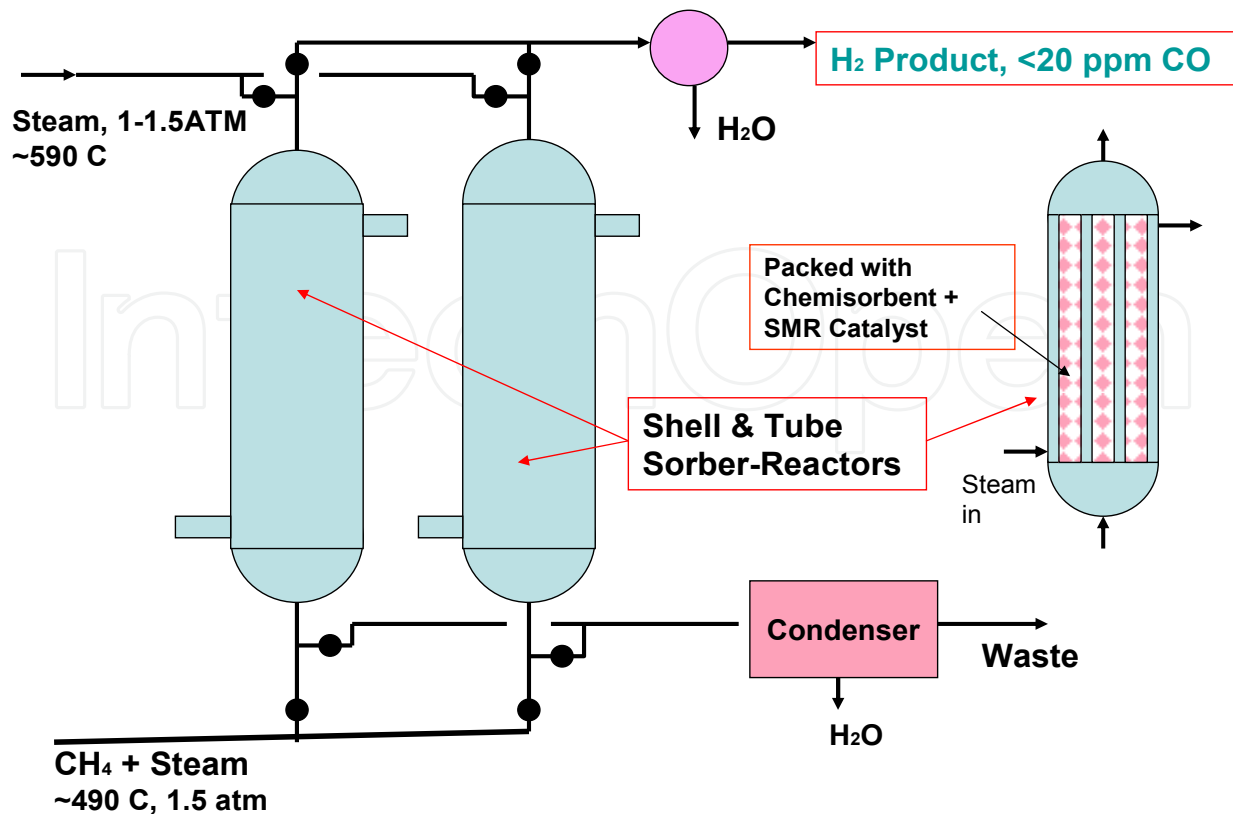 H₂ Product, <20 ppm CO
Steam, 1-1.5ATM
~590 C
H₂O
Packed with
Chemisorbent +
SMR Catalyst
IntechOpen
Shell & Tube
Sorber-Reactors
Steam
in
Condenser
Waste
H₂O
CH₄ + Steam
~490 C, 1.5 atm